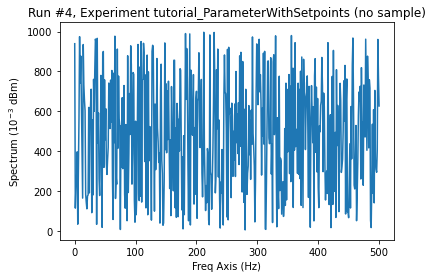 Run #4, Experiment tutorial_ParameterWithSetpoints (no sample)
1000
800
600
400
200
0
Spectrum (10⁻³ dBm)
0 100 200 300 400 500
Freq Axis (Hz)